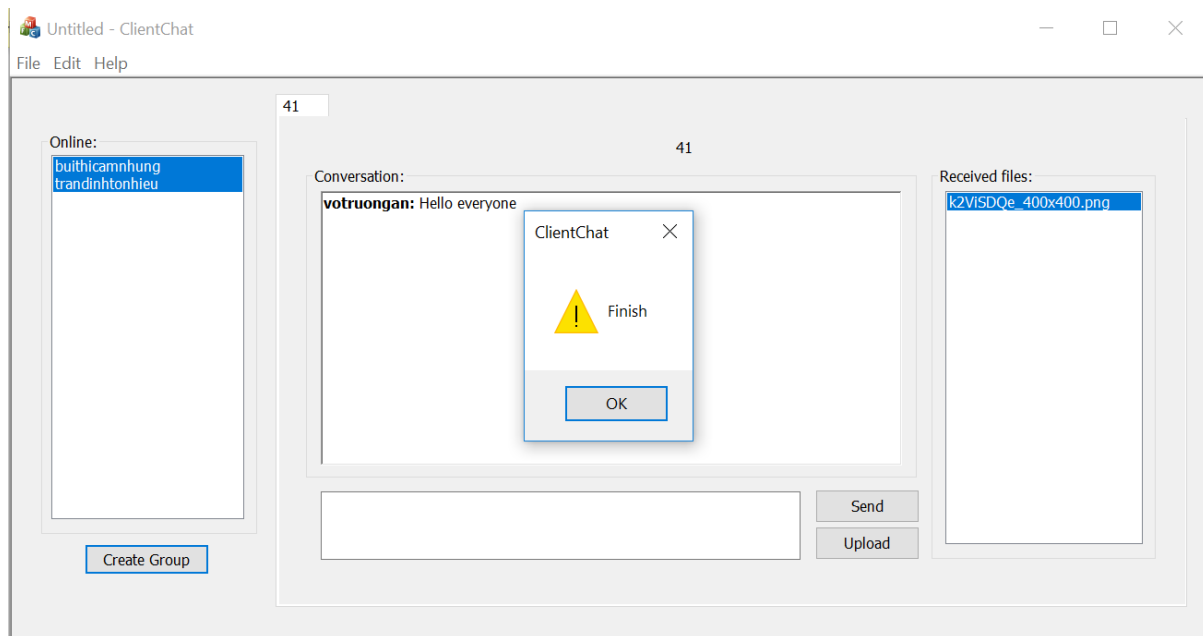 Untitled - ClientChat
File Edit Help
41
41
Online:
buithicamnhung
trandinhtonhieu
Create Group
Conversation:
votruongan: Hello everyone
ClientChat
Finish
OK
Send
Upload
Received files:
k2ViSDQe_400x400.png